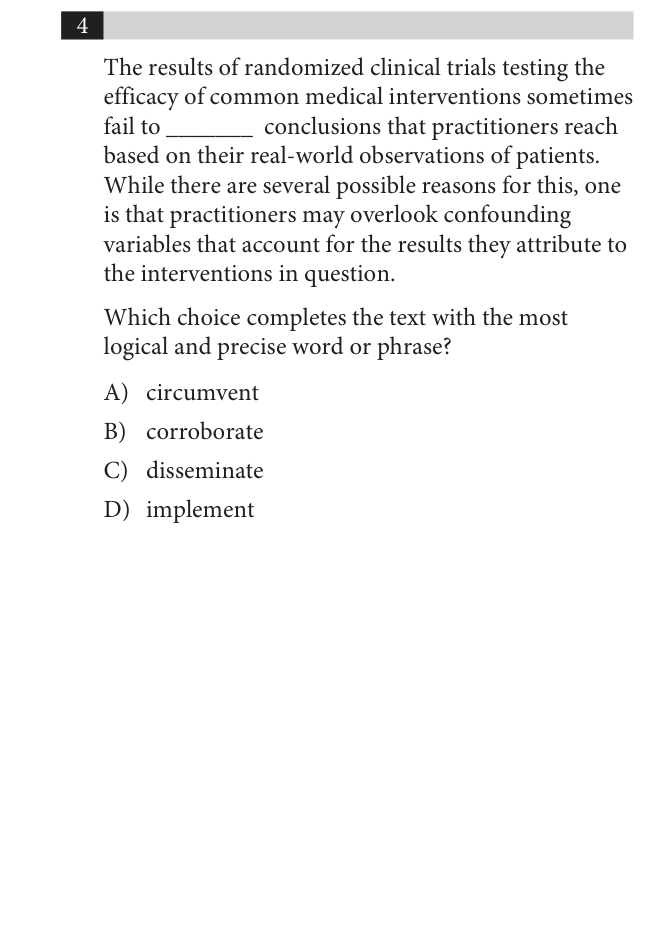 4
The results of randomized clinical trials testing the
efficacy of common medical interventions sometimes
fail to _______ conclusions that practitioners reach
based on their real-world observations of patients.
While there are several possible reasons for this, one
is that practitioners may overlook confounding
variables that account for the results they attribute to
the interventions in question.
Which choice completes the text with the most
logical and precise word or phrase?
A) circumvent
B) corroborate
C) disseminate
D) implement